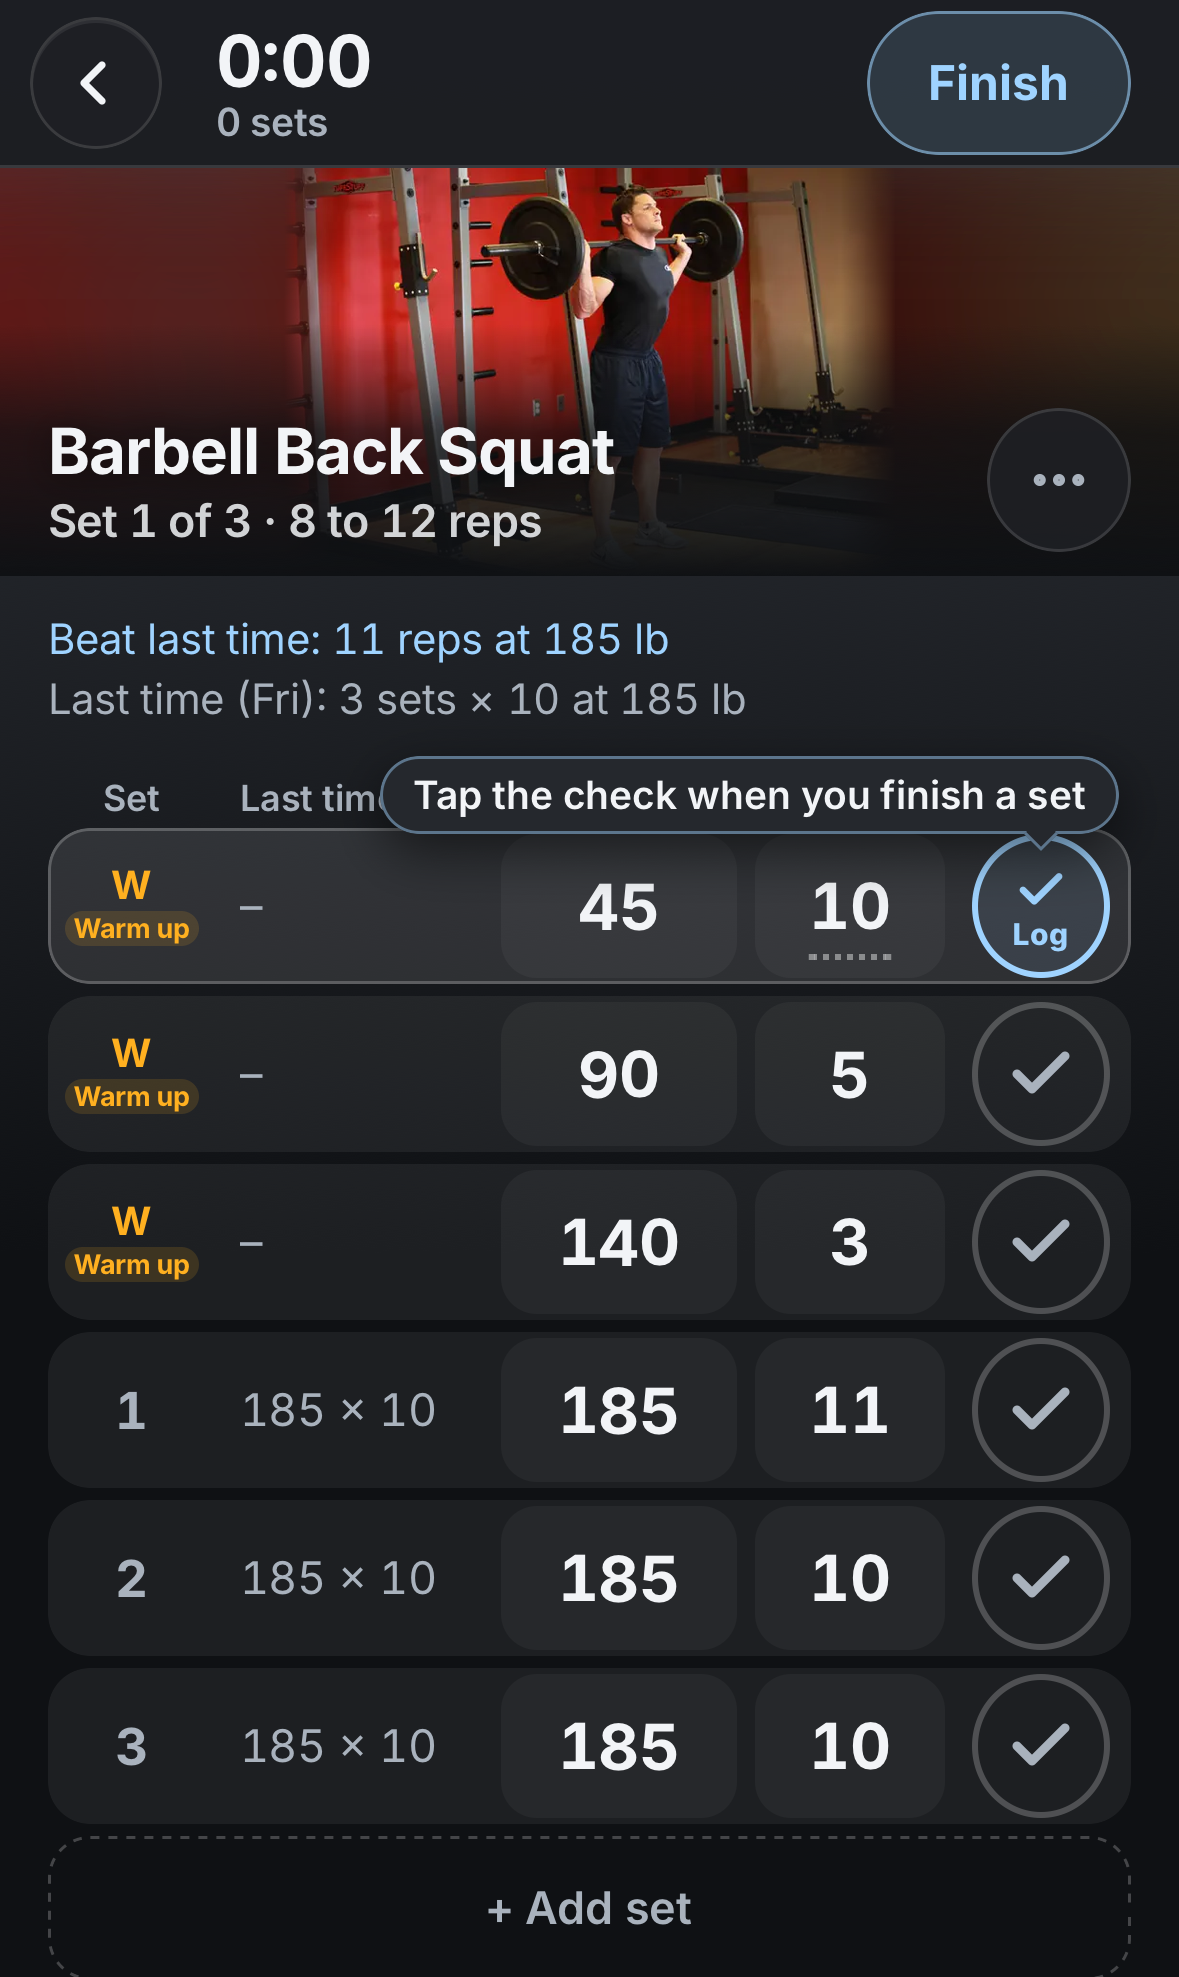 0:00
0 sets
Finish
Barbell Back Squat
Set 1 of 3 · 8 to 12 reps
Beat last time: 11 reps at 185 lb
Last time (Fri): 3 sets × 10 at 185 lb
Tap the check when you finish a set
Set Last tim
W
Warm up
– 45 10
Log
W
Warm up
– 90 5
W
Warm up
– 140 3
1 185 × 10 185 11
2 185 × 10 185 10
3 185 × 10 185 10
+ Add set